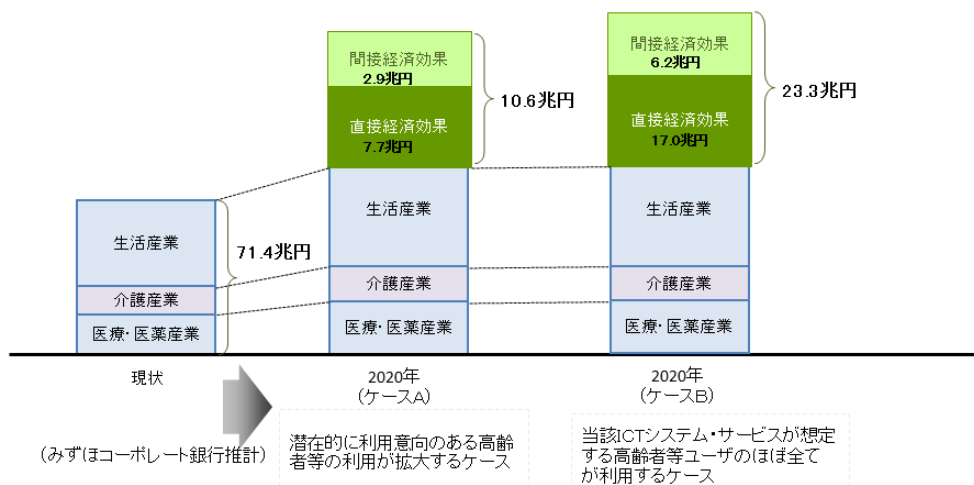 間接経済効果
2.9兆円
直接経済効果
7.7兆円
10.6兆円
間接経済効果
6.2兆円
直接経済効果
17.0兆円
23.3兆円
生活産業
介護産業
医療・医薬産業
71.4兆円
生活産業
介護産業
医療・医薬産業
生活産業
介護産業
医療・医薬産業
現状
(みずほコーポレート銀行推計)
2020年
(ケースA)
潜在的に利用意向のある高齢
者等の利用が拡大するケース
2020年
(ケースB)
当該ICTシステム・サービスが想定
する高齢者等ユーザのほぼ全て
が利用するケース